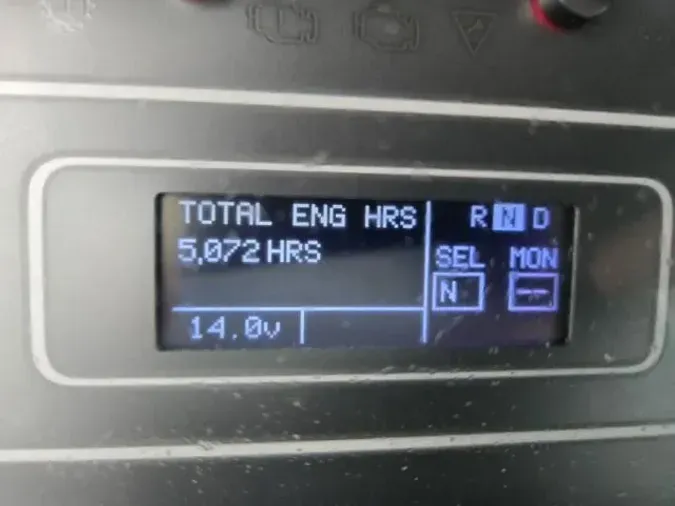 TOTAL ENG HRS
5,072 HRS
14.0v
R N D
SEL MON
N --